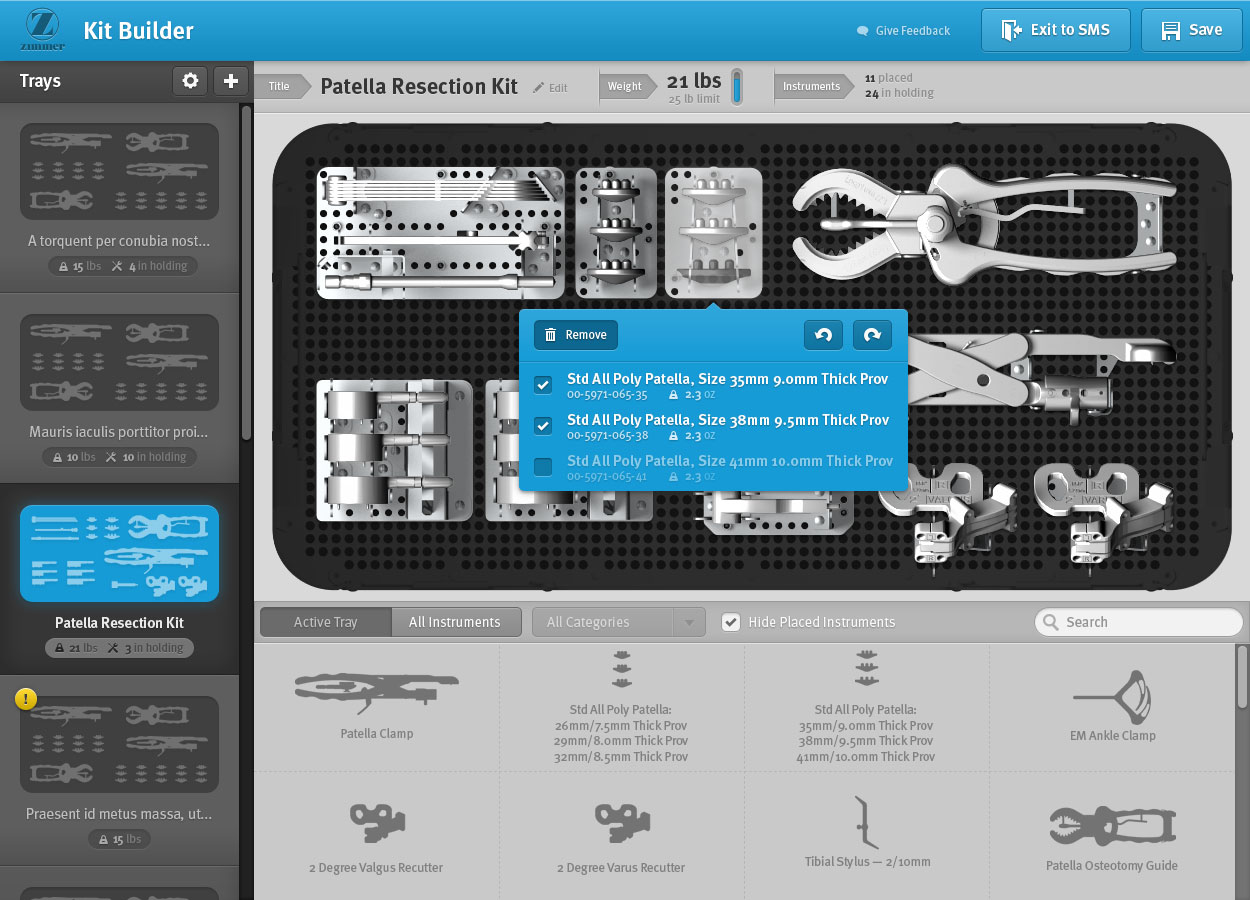 Z
zimmer
Kit Builder
Give Feedback
Exit to SMS
Save
Trays
Title
Patella Resection Kit
Edit
Weight
21 lbs
25 lb limit
Instruments
11 placed
24 in holding
A torquent per conubia nost...
15 lbs 4 in holding
Mauris iaculis porttitor proi...
10 lbs 10 in holding
Patella Resection Kit
21 lbs 3 in holding
!
Praesent id metus massa, ut...
15 lbs
Remove
Std All Poly Patella, Size 35mm 9.0mm Thick Prov
00-5971-065-35 2.3 oz
Std All Poly Patella, Size 38mm 9.5mm Thick Prov
00-5971-065-38 2.3 oz
Std All Poly Patella, Size 41mm 10.0mm Thick Prov
00-5971-065-41 2.3 oz
Active Tray
All Instruments
All Categories
Hide Placed Instruments
Search
Patella Clamp
Std All Poly Patella:
26mm/7.5mm Thick Prov
29mm/8.0mm Thick Prov
32mm/8.5mm Thick Prov
Std All Poly Patella:
35mm/9.0mm Thick Prov
38mm/9.5mm Thick Prov
41mm/10.0mm Thick Prov
EM Ankle Clamp
2 Degree Valgus Recutter
2 Degree Varus Recutter
Tibial Stylus — 2/10mm
Patella Osteotomy Guide